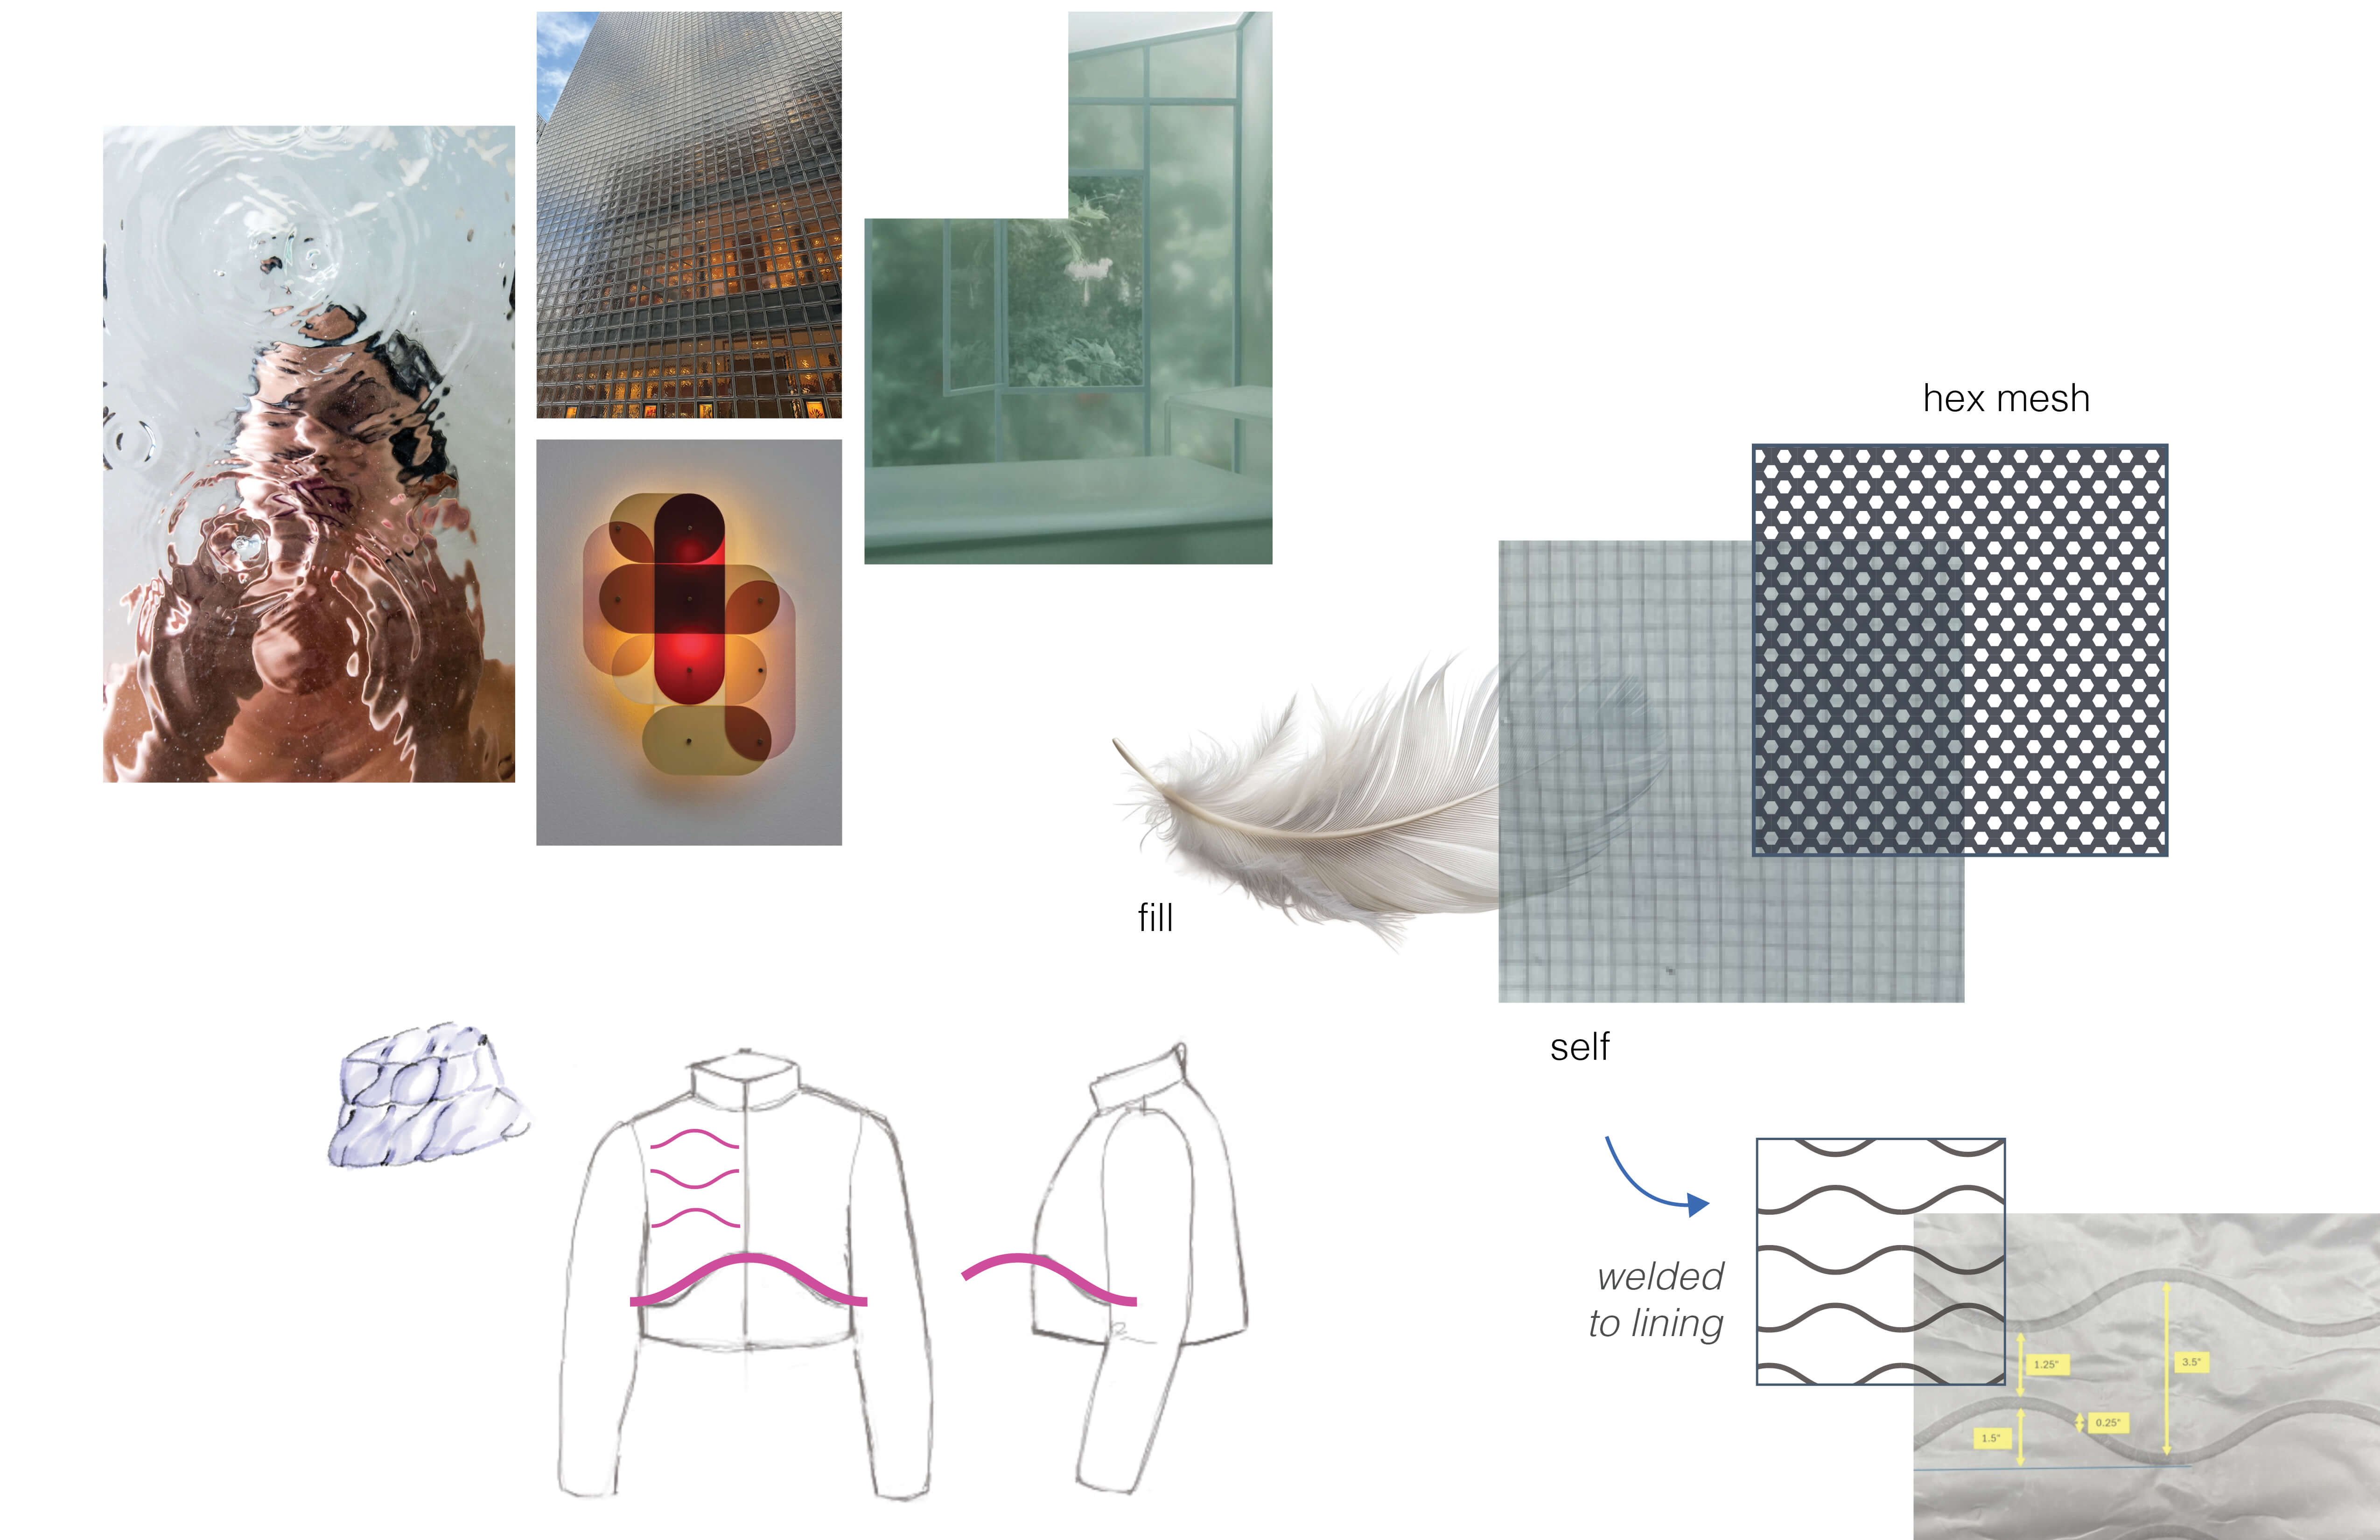 hex mesh
fill
self
welded
to lining
1.25"
3.5"
0.25"
1.5"